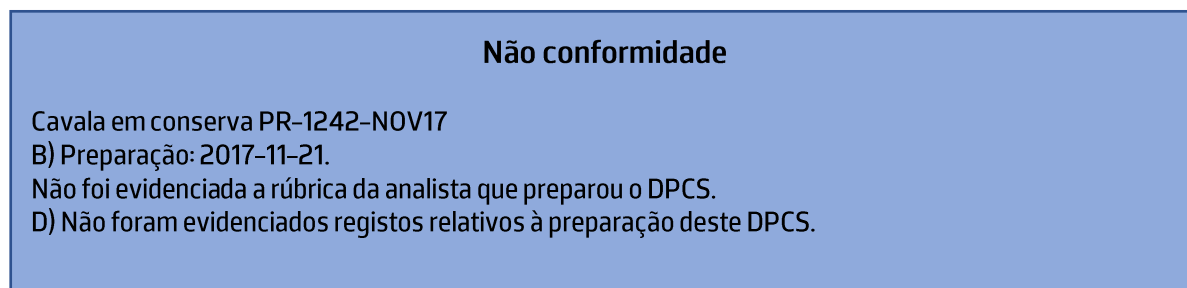 Não conformidade
Cavala em conserva PR-1242-NOV17
B) Preparação: 2017-11-21.
Não foi evidenciada a rúbrica da analista que preparou o DPCS.
D) Não foram evidenciados registos relativos à preparação deste DPCS.